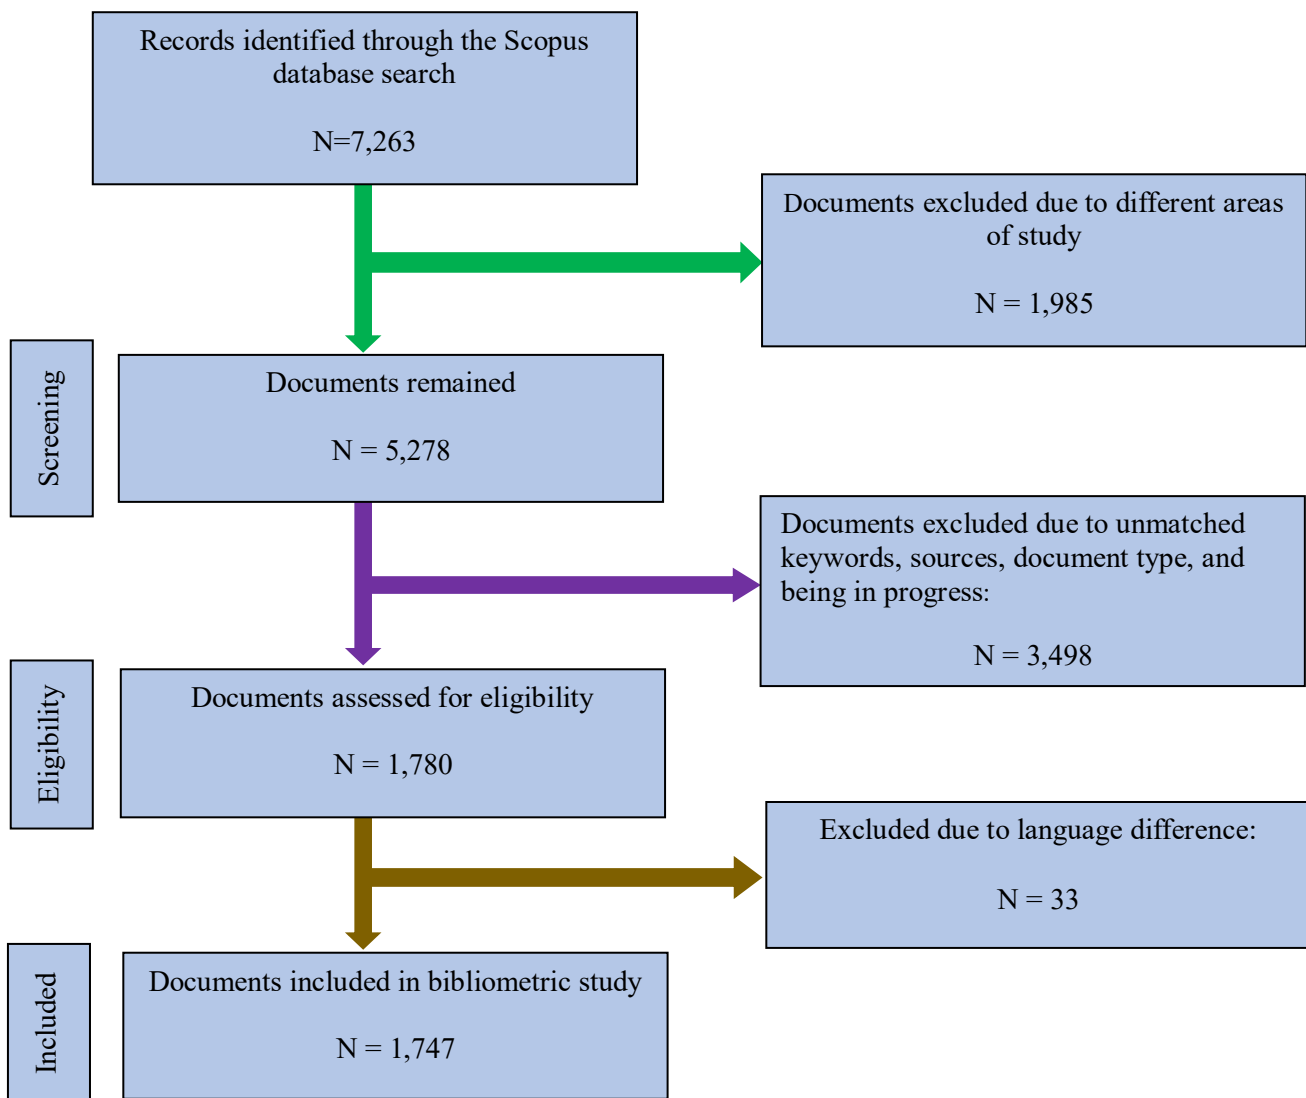 Records identified through the Scopus
database search
N=7,263
Documents excluded due to different areas
of study
N = 1,985
Screening
Documents remained
N = 5,278
Documents excluded due to unmatched
keywords, sources, document type, and
being in progress:
N = 3,498
Eligibility
Documents assessed for eligibility
N = 1,780
Excluded due to language difference:
N = 33
Included
Documents included in bibliometric study
N = 1,747